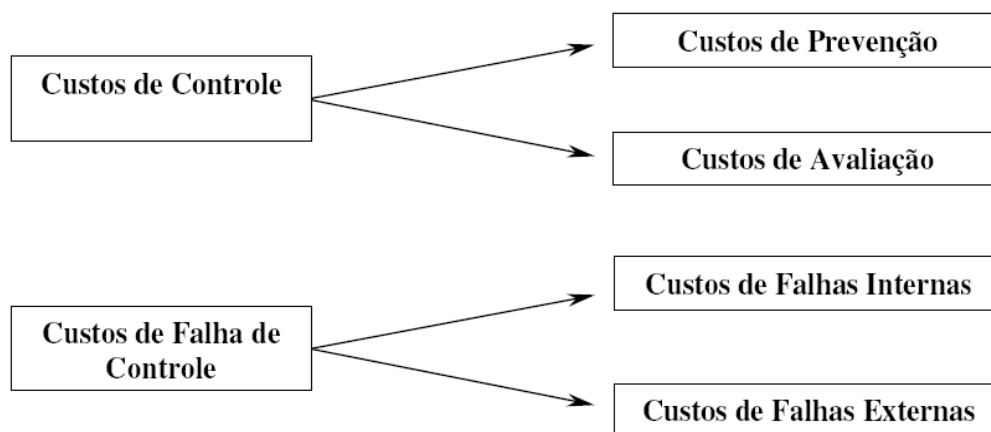 Custos de Prevenção
Custos de Controle
Custos de Avaliação
Custos de Falhas Internas
Custos de Falha de
Controle
Custos de Falhas Externas